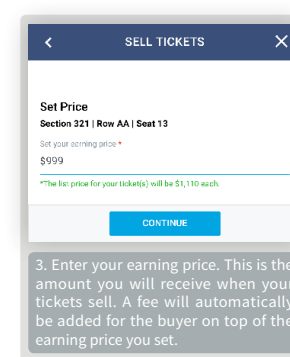 SELL TICKETS
Set Price
Section 321 | Row AA | Seat 13
Set your earning price *
$999
*The list price for your ticket(s) will be $1,110 each.
CONTINUE
3. Enter your earning price. This is the
amount you will receive when your
tickets sell. A fee will automatically
be added for the buyer on top of the
earning price you set.